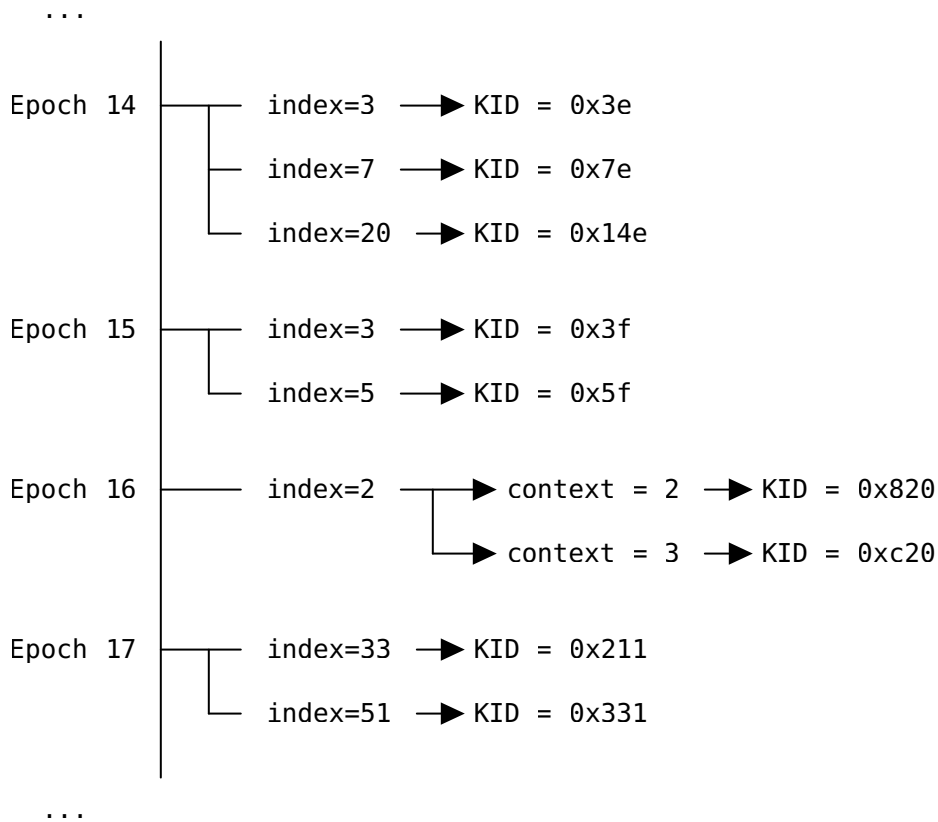 ...
Epoch 14 index=3 KID = 0x3e
index=7 KID = 0x7e
index=20 KID = 0x14e
Epoch 15 index=3 KID = 0x3f
index=5 KID = 0x5f
Epoch 16 index=2 context = 2 KID = 0x820
context = 3 KID = 0xc20
Epoch 17 index=33 KID = 0x211
index=51 KID = 0x331
...